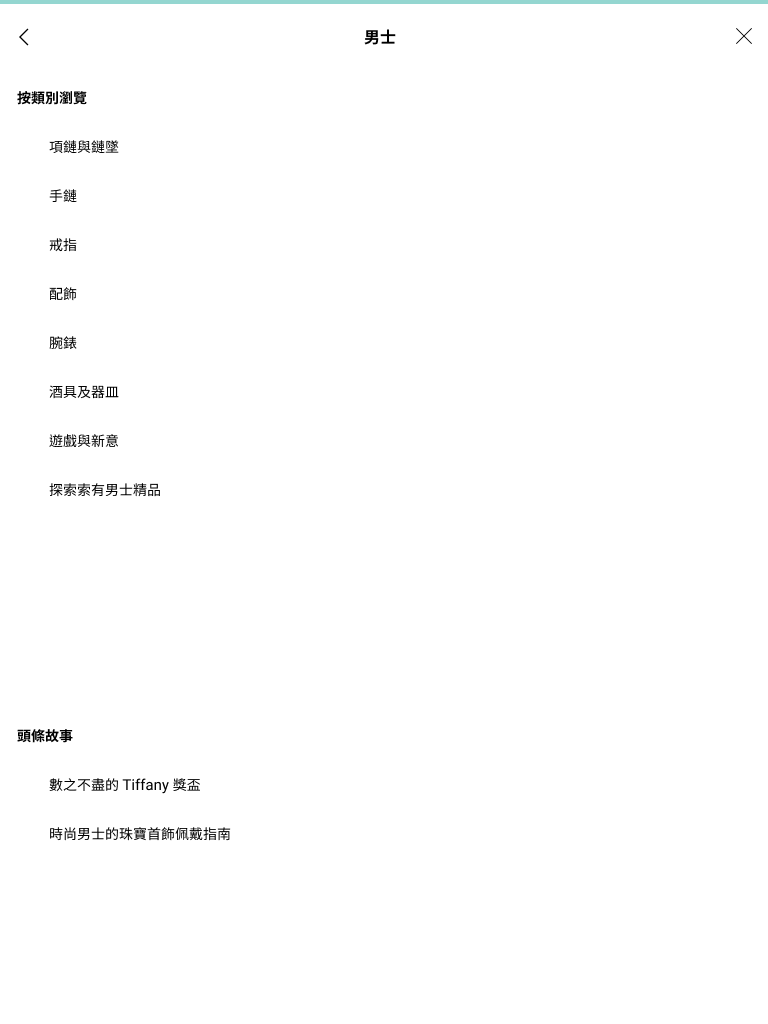 男士
按類別瀏覽
項鏈與鏈墜
手鏈
戒指
配飾
腕錶
酒具及器皿
遊戲與新意
探索索有男士精品
頭條故事
數之不盡的 Tiffany 獎盃
時尚男士的珠寶首飾佩戴指南